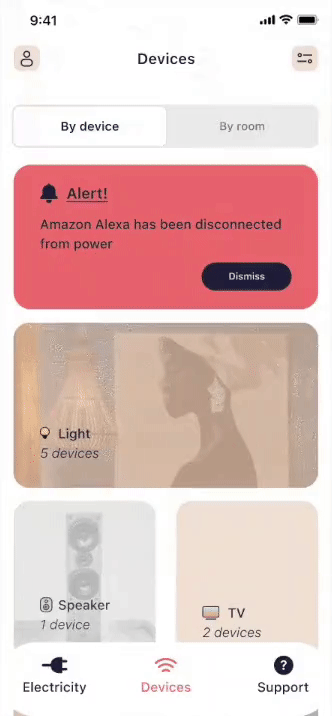 9:41
Devices
By device
By room
Alert!
Amazon Alexa has been disconnected
from power
Dismiss
Light
5 devices
Speaker
1 device
TV
2 devices
Electricity
Devices
Support